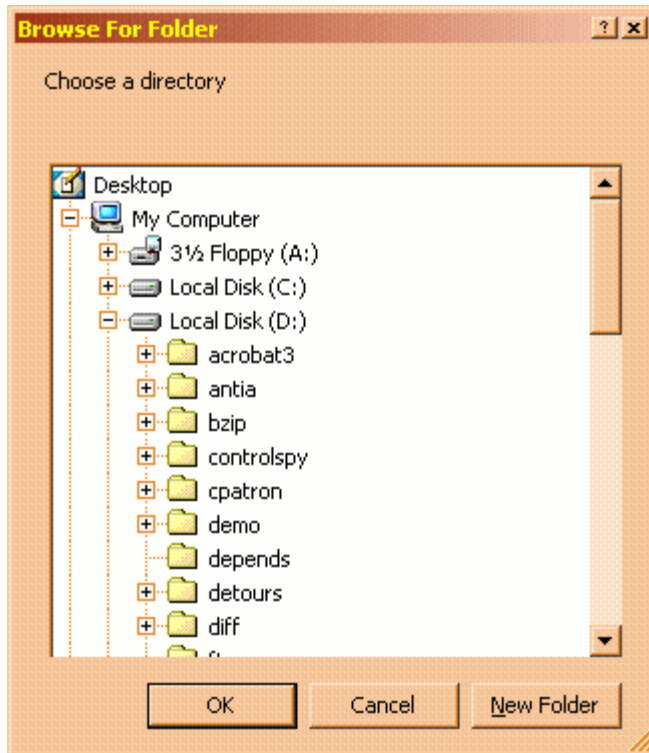 Browse For Folder
Choose a directory
Desktop
My Computer
3½ Floppy (A:)
Local Disk (C:)
Local Disk (D:)
acrobat3
antia
bzip
controlspy
cpatron
demo
depends
detours
diff
OK Cancel New Folder